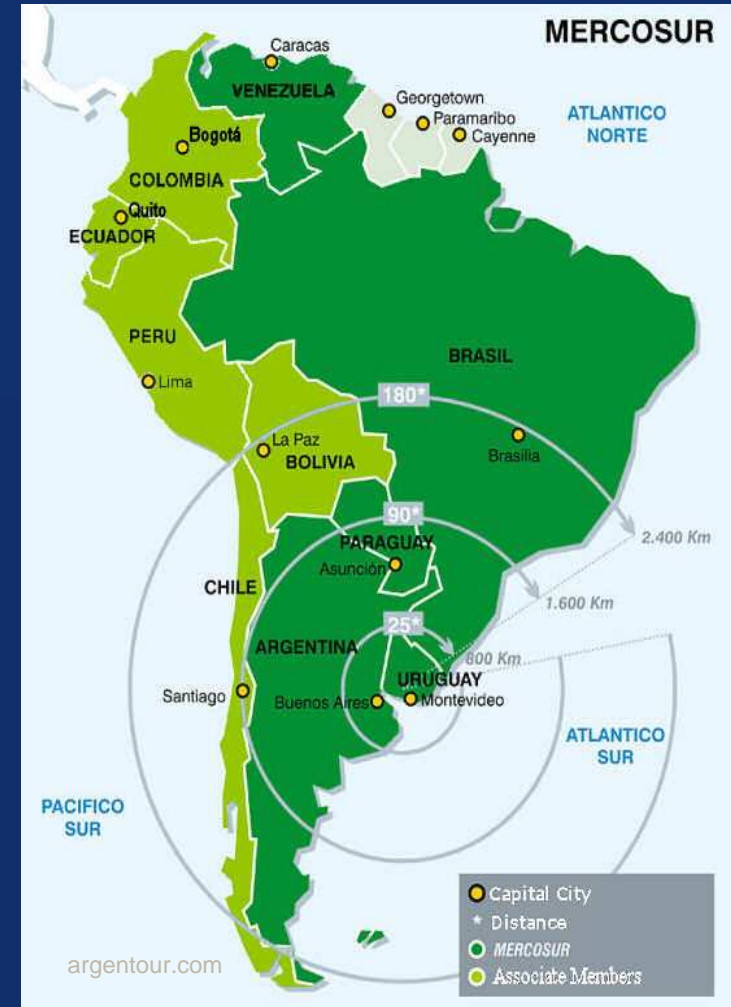 MERCOSUR
Caracas
VENEZUELA
Georgetown
Paramaribo
Cayenne
ATLANTICO
NORTE
Bogotá
COLOMBIA
Quito
ECUADOR
PERU
Lima
BRASIL
180*
La Paz
BOLIVIA
Brasilia
90*
2.400 Km
PARAGUAY
Asunción
CHILE
1.600 Km
25*
ARGENTINA
800 Km
URUGUAY
Santiago
Buenos Aires
Montevideo
ATLANTICO
SUR
PACIFICO
SUR
Capital City
* Distance
MERCOSUR
Associate Members
argentour.com